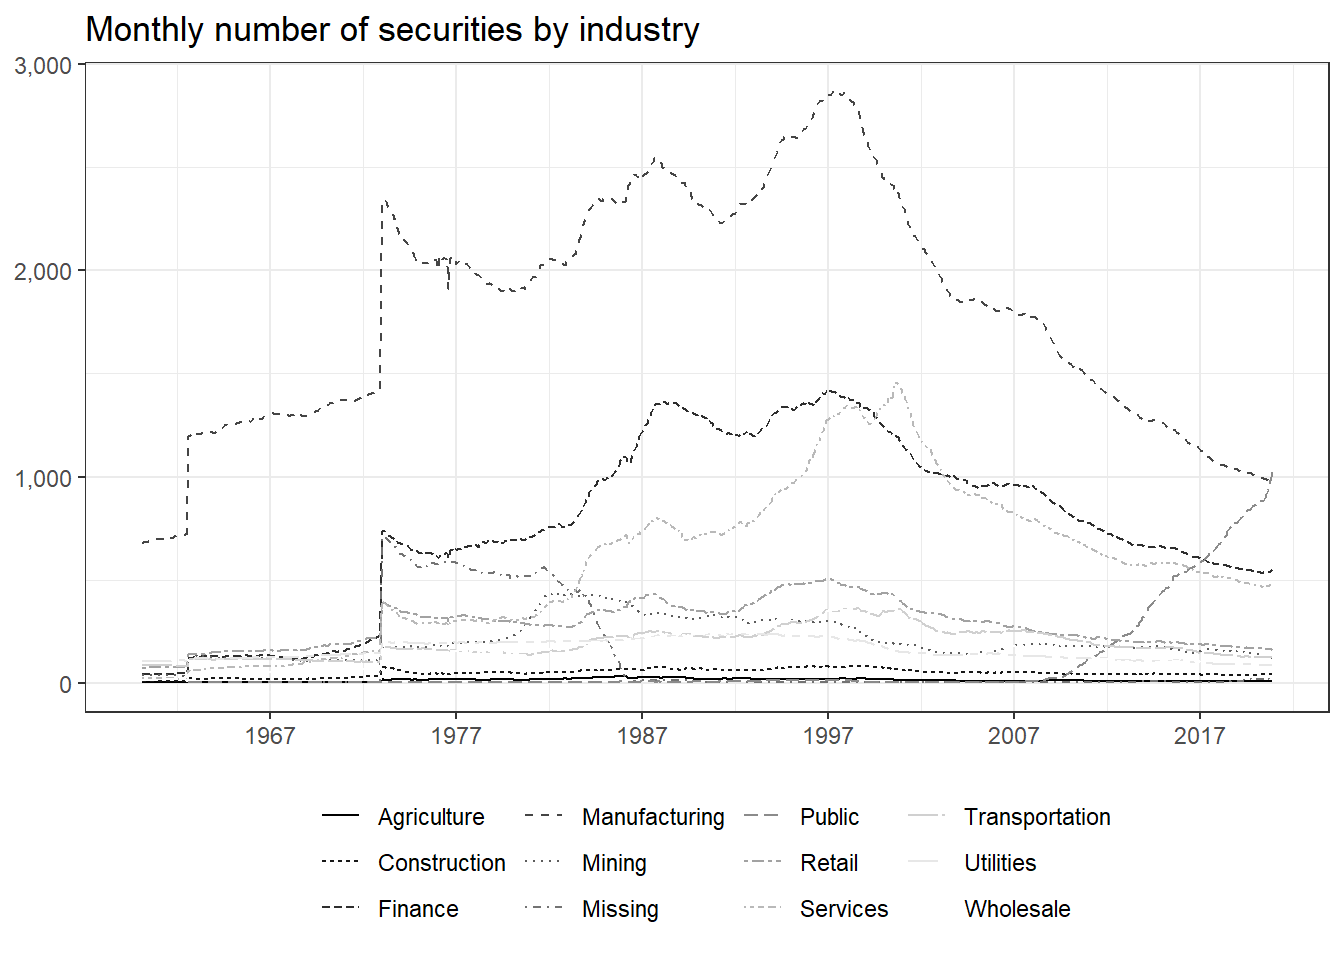 Monthly number of securities by industry
3,000
2,000
1,000
0
1967 1977 1987 1997 2007 2017
Agriculture Manufacturing Public Transportation
Construction Mining Retail Utilities
Finance Missing Services Wholesale